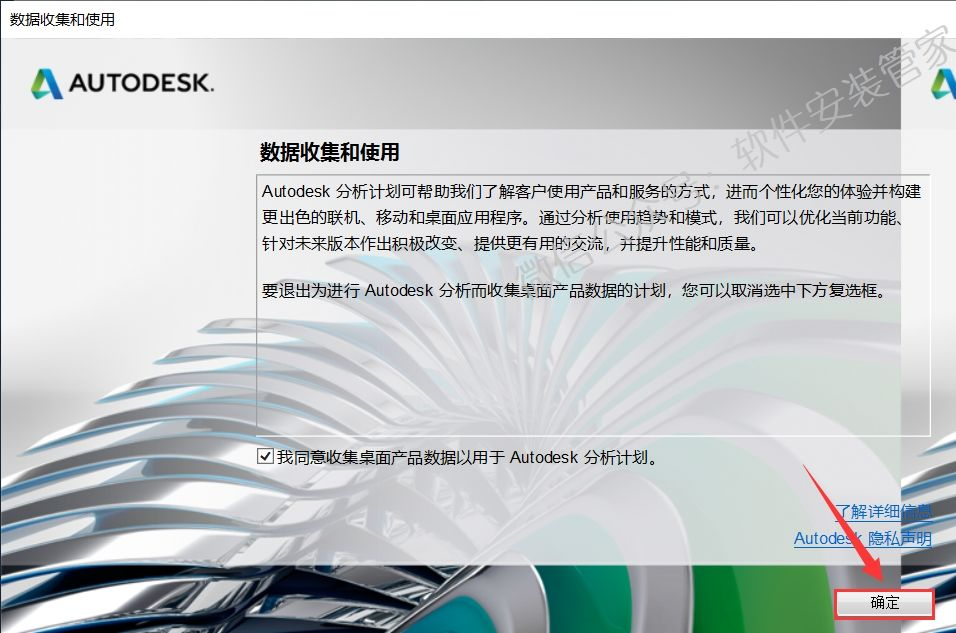 数据收集和使用
AUTODESK.
软件安装管家
数据收集和使用
Autodesk 分析计划可帮助我们了解客户使用产品和服务的方式，进而个性化您的体验并构建
更出色的联机、移动和桌面应用程序。通过分析使用趋势和模式，我们可以优化当前功能、
针对未来版本作出积极改变、提供更有用的交流，并提升性能和质量。
微信公众号：
要退出为进行 Autodesk 分析而收集桌面产品数据的计划，您可以取消选中下方复选框。
我同意收集桌面产品数据以用于 Autodesk 分析计划。
了解详细信息
Autodesk 隐私声明
确定